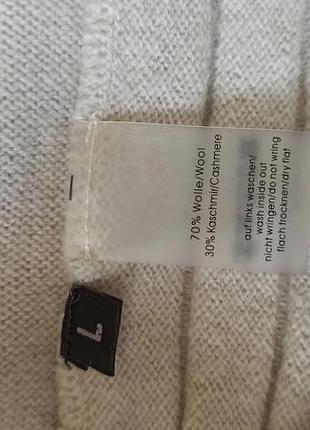 70% Wolle/Wool
30% Kaschmir/Cashmere
auf links waschen/
wash inside out
nicht wringen/do not wring
flach trocknen/dry flat
L